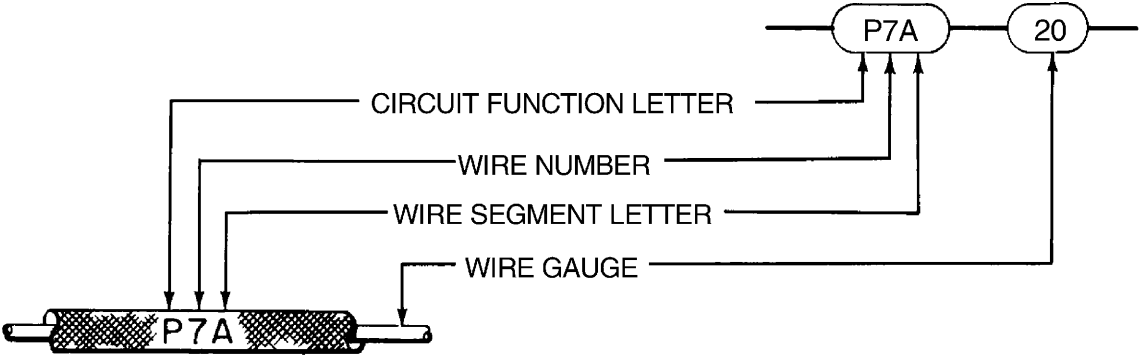 P7A 20
CIRCUIT FUNCTION LETTER
WIRE NUMBER
WIRE SEGMENT LETTER
WIRE GAUGE
P7A